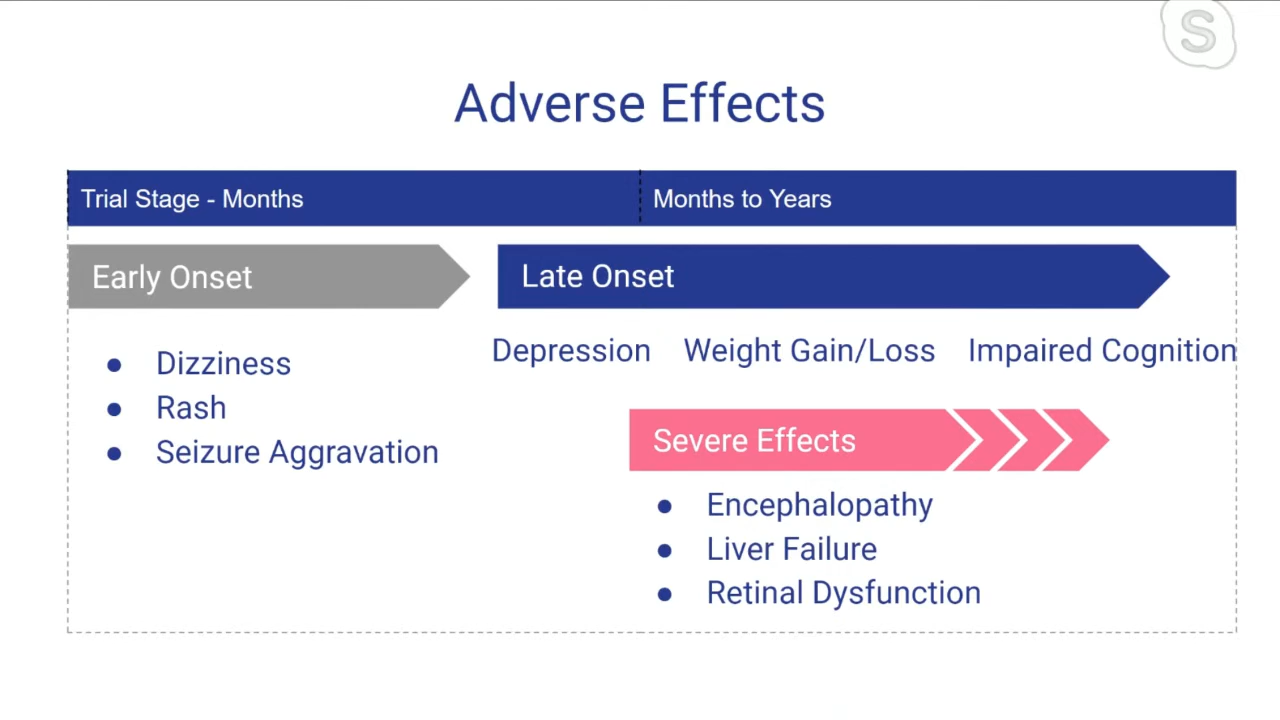 S
Adverse Effects
Trial Stage - Months
Months to Years
Early Onset
Late Onset
Dizziness
Rash
Seizure Aggravation
Depression
Weight Gain/Loss
Impaired Cognition
Severe Effects
Encephalopathy
Liver Failure
Retinal Dysfunction